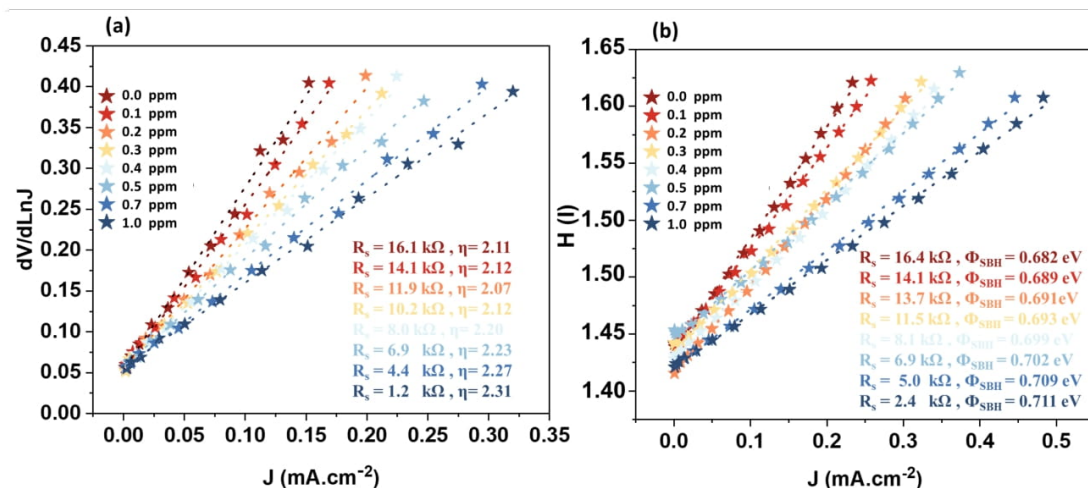 (a)
dV/dLnJ
0.45
0.40
0.35
0.30
0.25
0.20
0.15
0.10
0.05
0.00
0.0 ppm
0.1 ppm
0.2 ppm
0.3 ppm
0.4 ppm
0.5 ppm
0.7 ppm
1.0 ppm
Rs = 16.1 kΩ , η= 2.11
Rs = 14.1 kΩ , η= 2.12
Rs = 11.9 kΩ , η= 2.07
Rs = 10.2 kΩ , η= 2.12
Rs = 8.0 kΩ , η= 2.20
Rs = 6.9 kΩ , η= 2.23
Rs = 4.4 kΩ , η= 2.27
Rs = 1.2 kΩ , η= 2.31
0.00 0.05 0.10 0.15 0.20 0.25 0.30 0.35
J (mA.cm⁻²)
(b)
H (I)
1.65
1.60
1.55
1.50
1.45
1.40
0.0 ppm
0.1 ppm
0.2 ppm
0.3 ppm
0.4 ppm
0.5 ppm
0.7 ppm
1.0 ppm
Rs = 16.4 kΩ , ΦSBH = 0.682 eV
Rs = 14.1 kΩ , ΦSBH = 0.689 eV
Rs = 13.7 kΩ , ΦSBH = 0.691eV
Rs = 11.5 kΩ , ΦSBH = 0.693 eV
Rs = 8.1 kΩ , ΦSBH = 0.699 eV
Rs = 6.9 kΩ , ΦSBH = 0.702 eV
Rs = 5.0 kΩ , ΦSBH = 0.709 eV
Rs = 2.4 kΩ , ΦSBH = 0.711 eV
0.0 0.1 0.2 0.3 0.4 0.5
J (mA.cm⁻²)